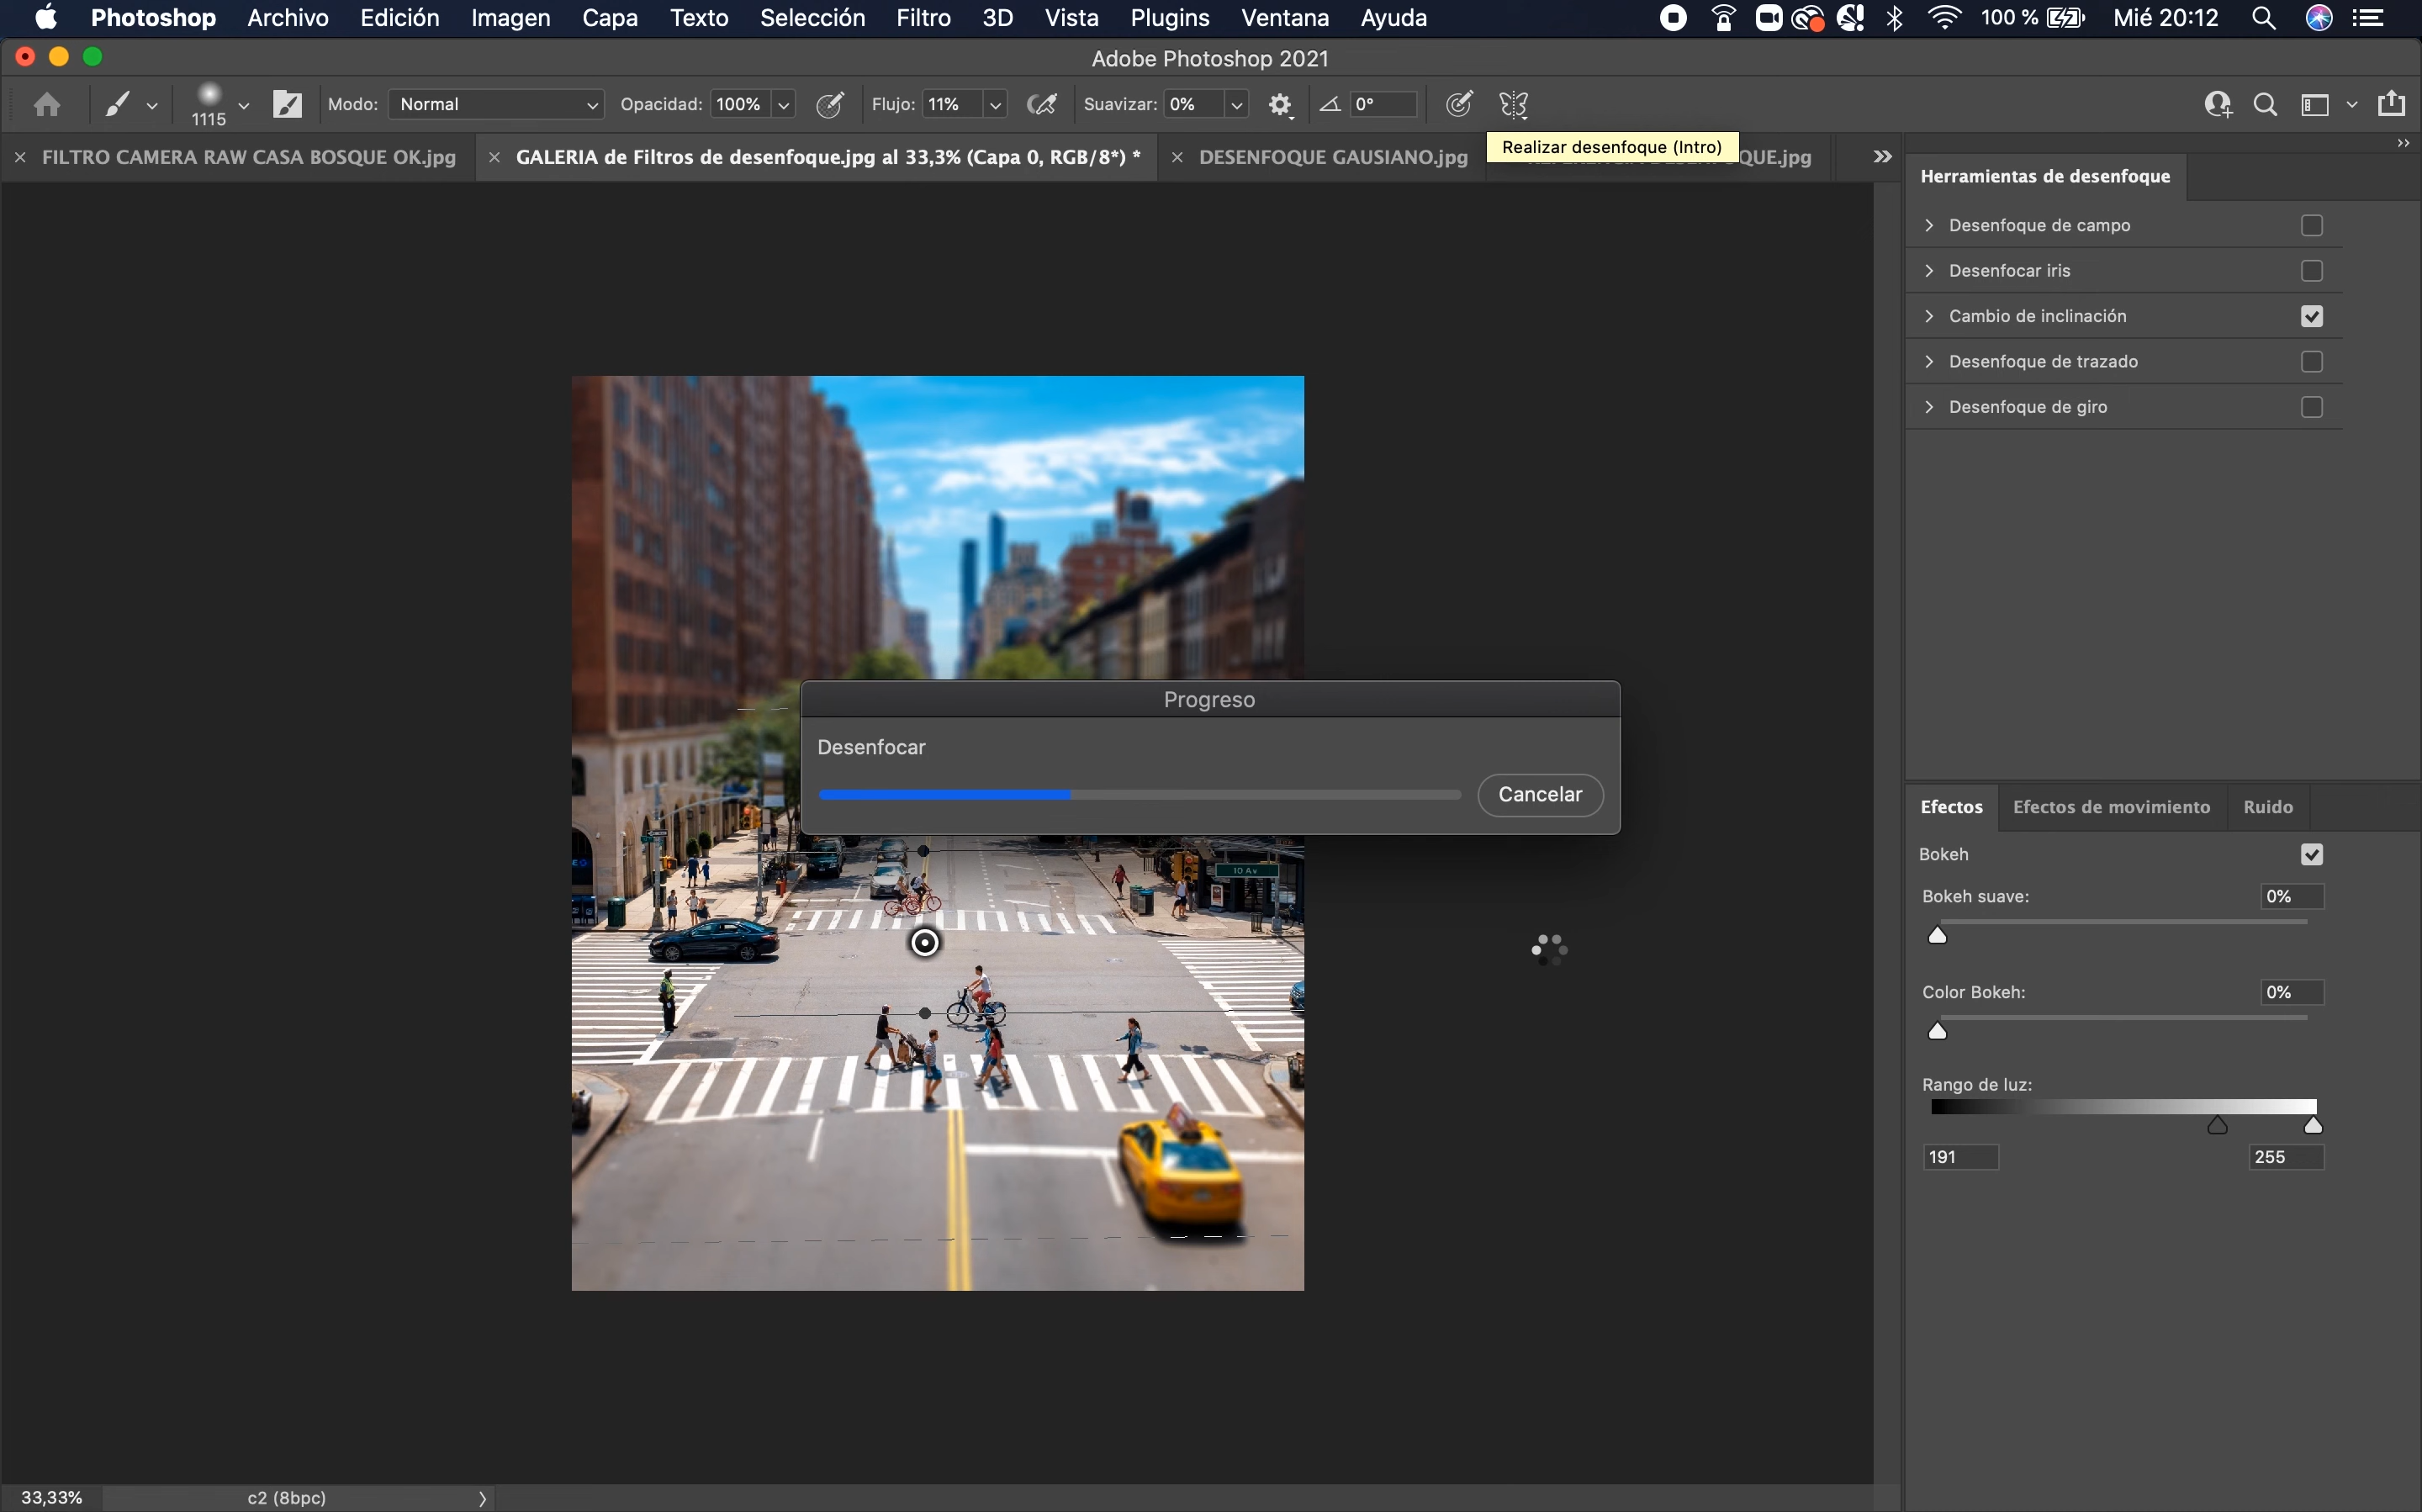 Photoshop Archivo Edición Imagen Capa Texto Selección Filtro 3D Vista Plugins Ventana Ayuda 100 % Mié 20:12
Adobe Photoshop 2021
1115 Modo: Normal Opacidad: 100% Flujo: 11% Suavizar: 0% 0°
Realizar desenfoque (Intro)
FILTRO CAMERA RAW CASA BOSQUE OK.jpg GALERIA de Filtros de desenfoque.jpg al 33,3% (Capa 0, RGB/8*) * DESENFOQUE GAUSIANO.jpg QUE.jpg
Herramientas de desenfoque
Desenfoque de campo
Desenfocar iris
Cambio de inclinación
Desenfoque de trazado
Desenfoque de giro
Progreso
Desenfocar
Cancelar
10 Av
Efectos Efectos de movimiento Ruido
Bokeh
Bokeh suave: 0%
Color Bokeh: 0%
Rango de luz:
191 255
33,33% c2 (8bpc)